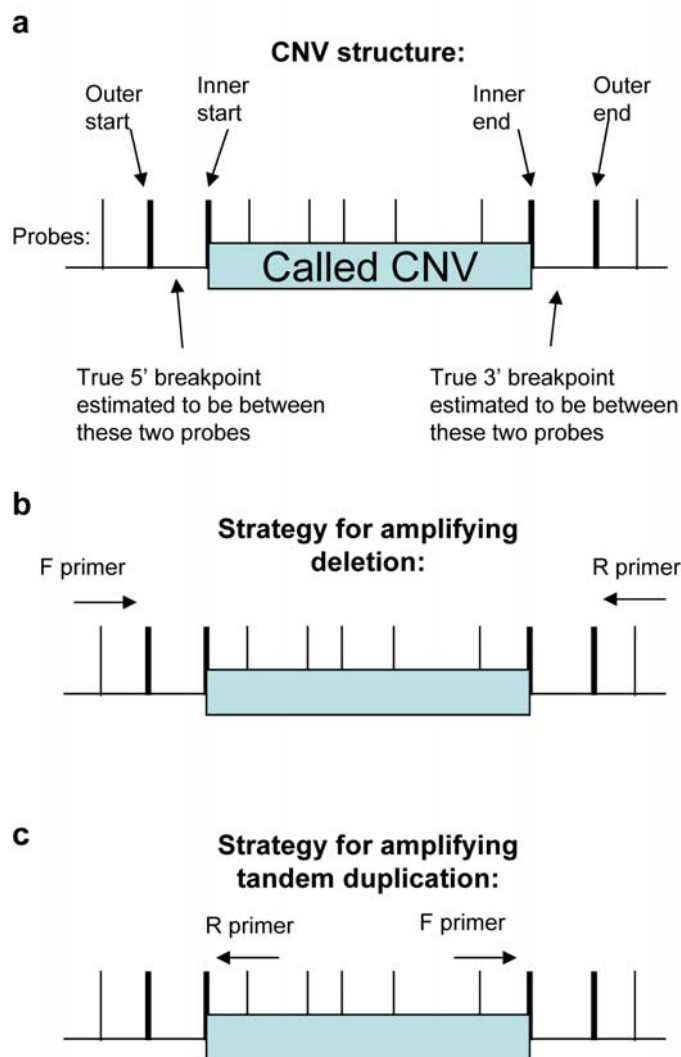 a
CNV structure:
Outer
start
Inner
start
Inner
end
Outer
end
Probes:
Called CNV
True 5’ breakpoint
estimated to be between
these two probes
True 3’ breakpoint
estimated to be between
these two probes
b
Strategy for amplifying
deletion:
F primer
R primer
c
Strategy for amplifying
tandem duplication:
R primer
F primer